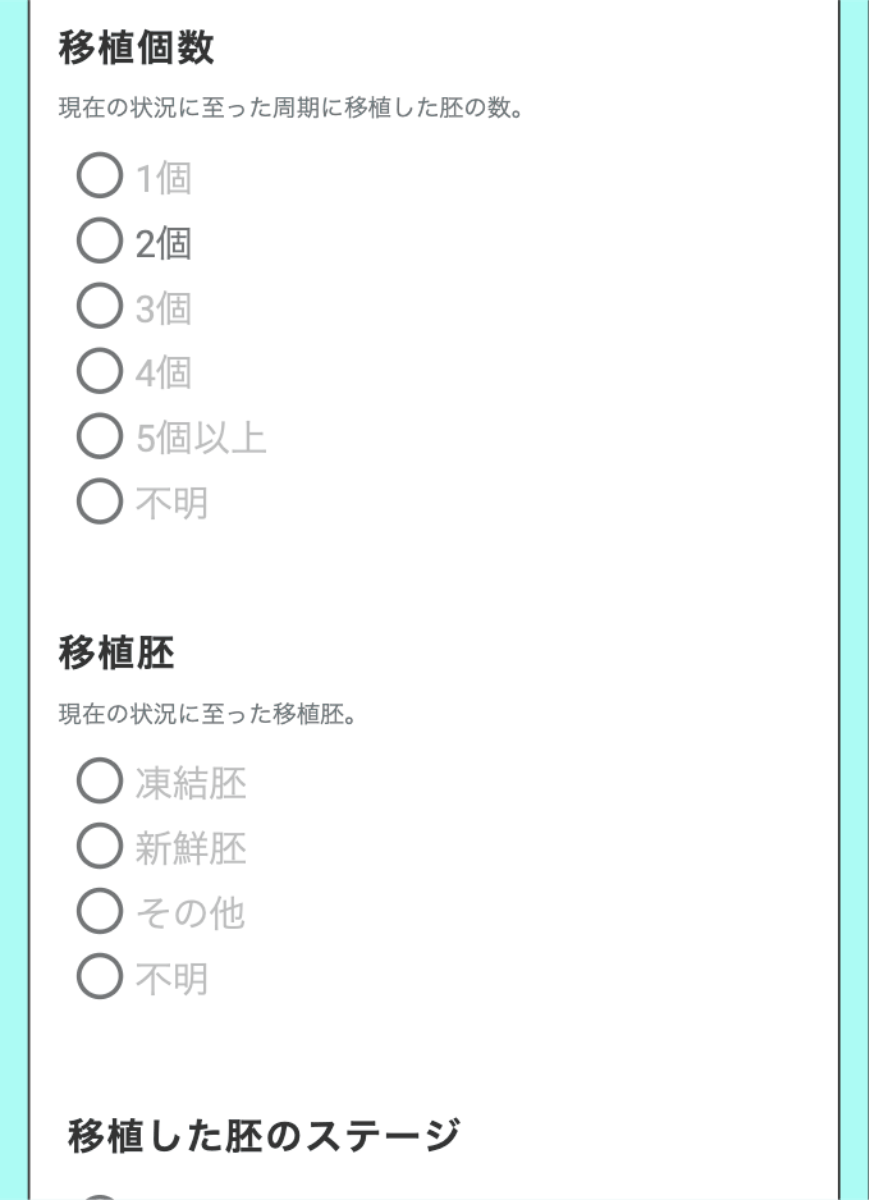 移植個数
現在の状況に至った周期に移植した胚の数。
1個
2個
3個
4個
5個以上
不明
移植胚
現在の状況に至った移植胚。
凍結胚
新鮮胚
その他
不明
移植した胚のステージ